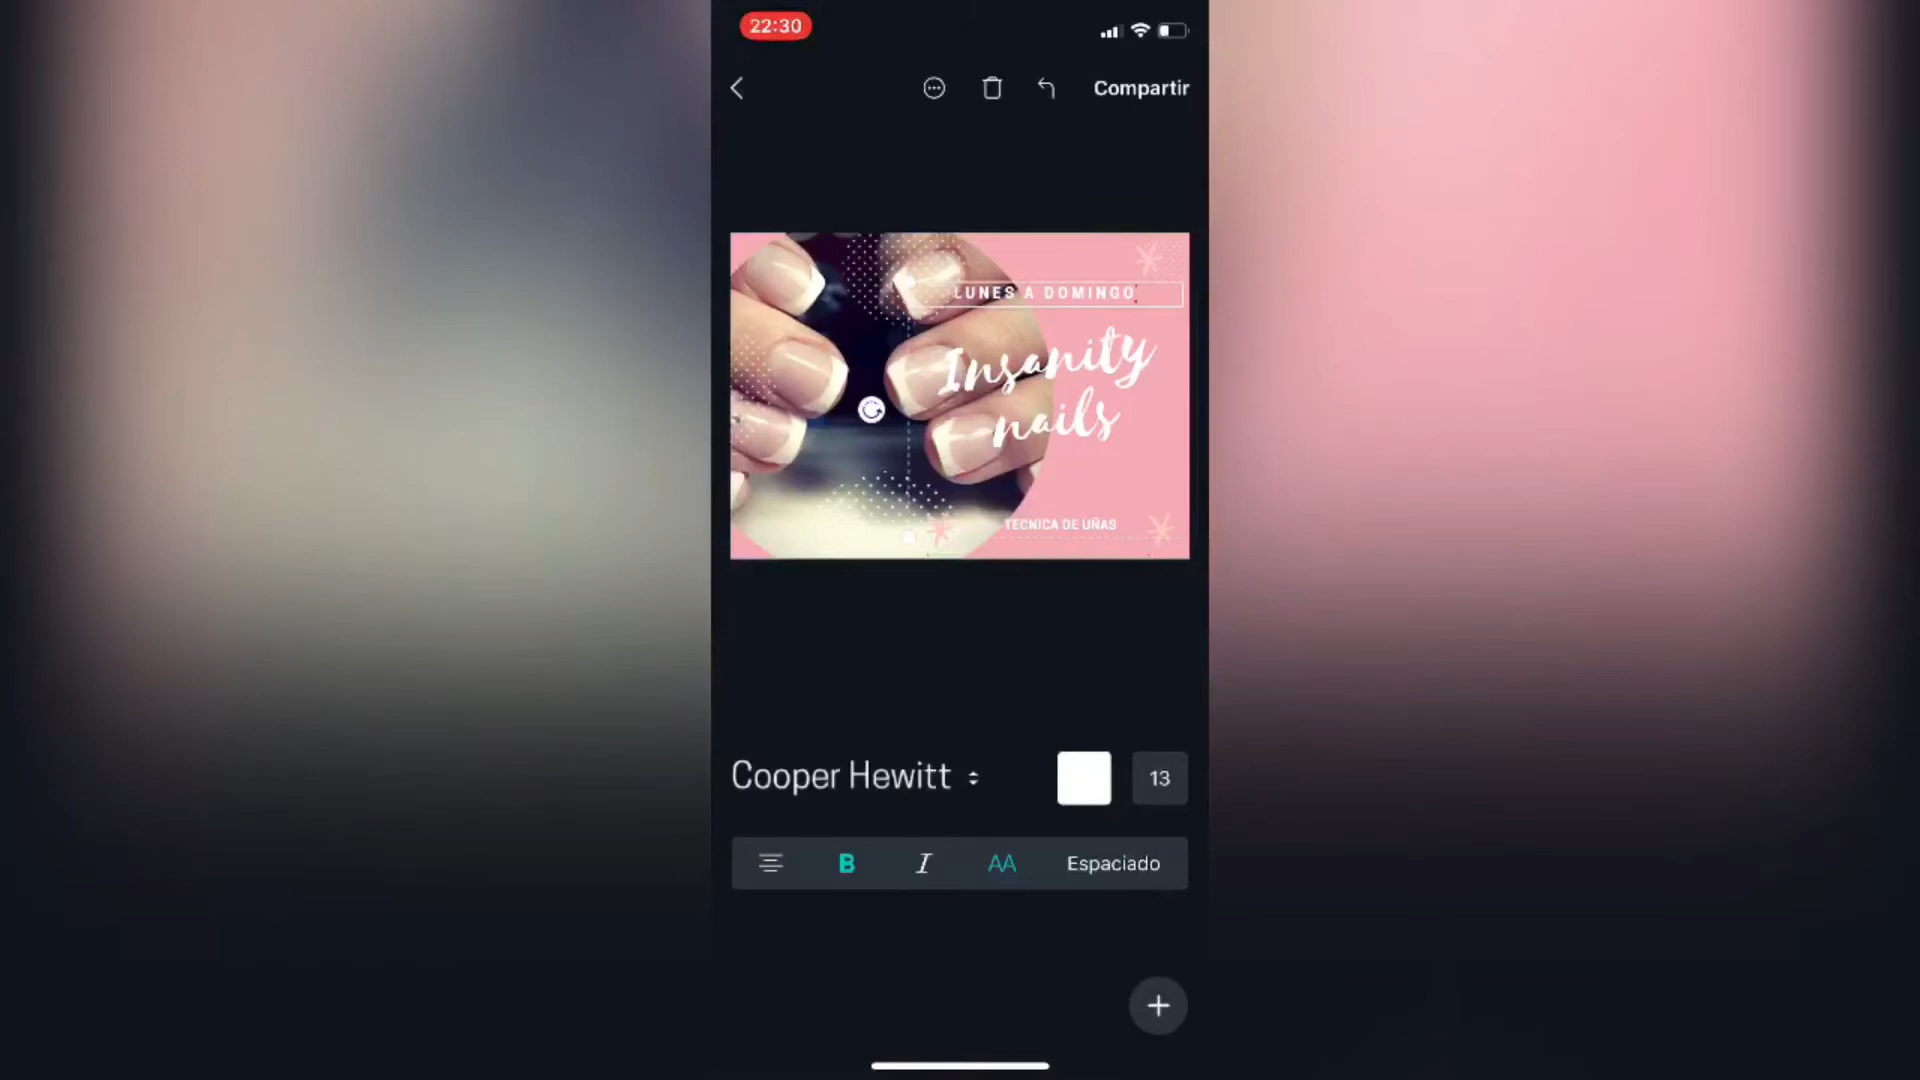 22:30
Compartir
LUNES A DOMINGO
Insanity
nails
TECNICA DE UÑAS
Cooper Hewitt
13
B I AA Espaciado